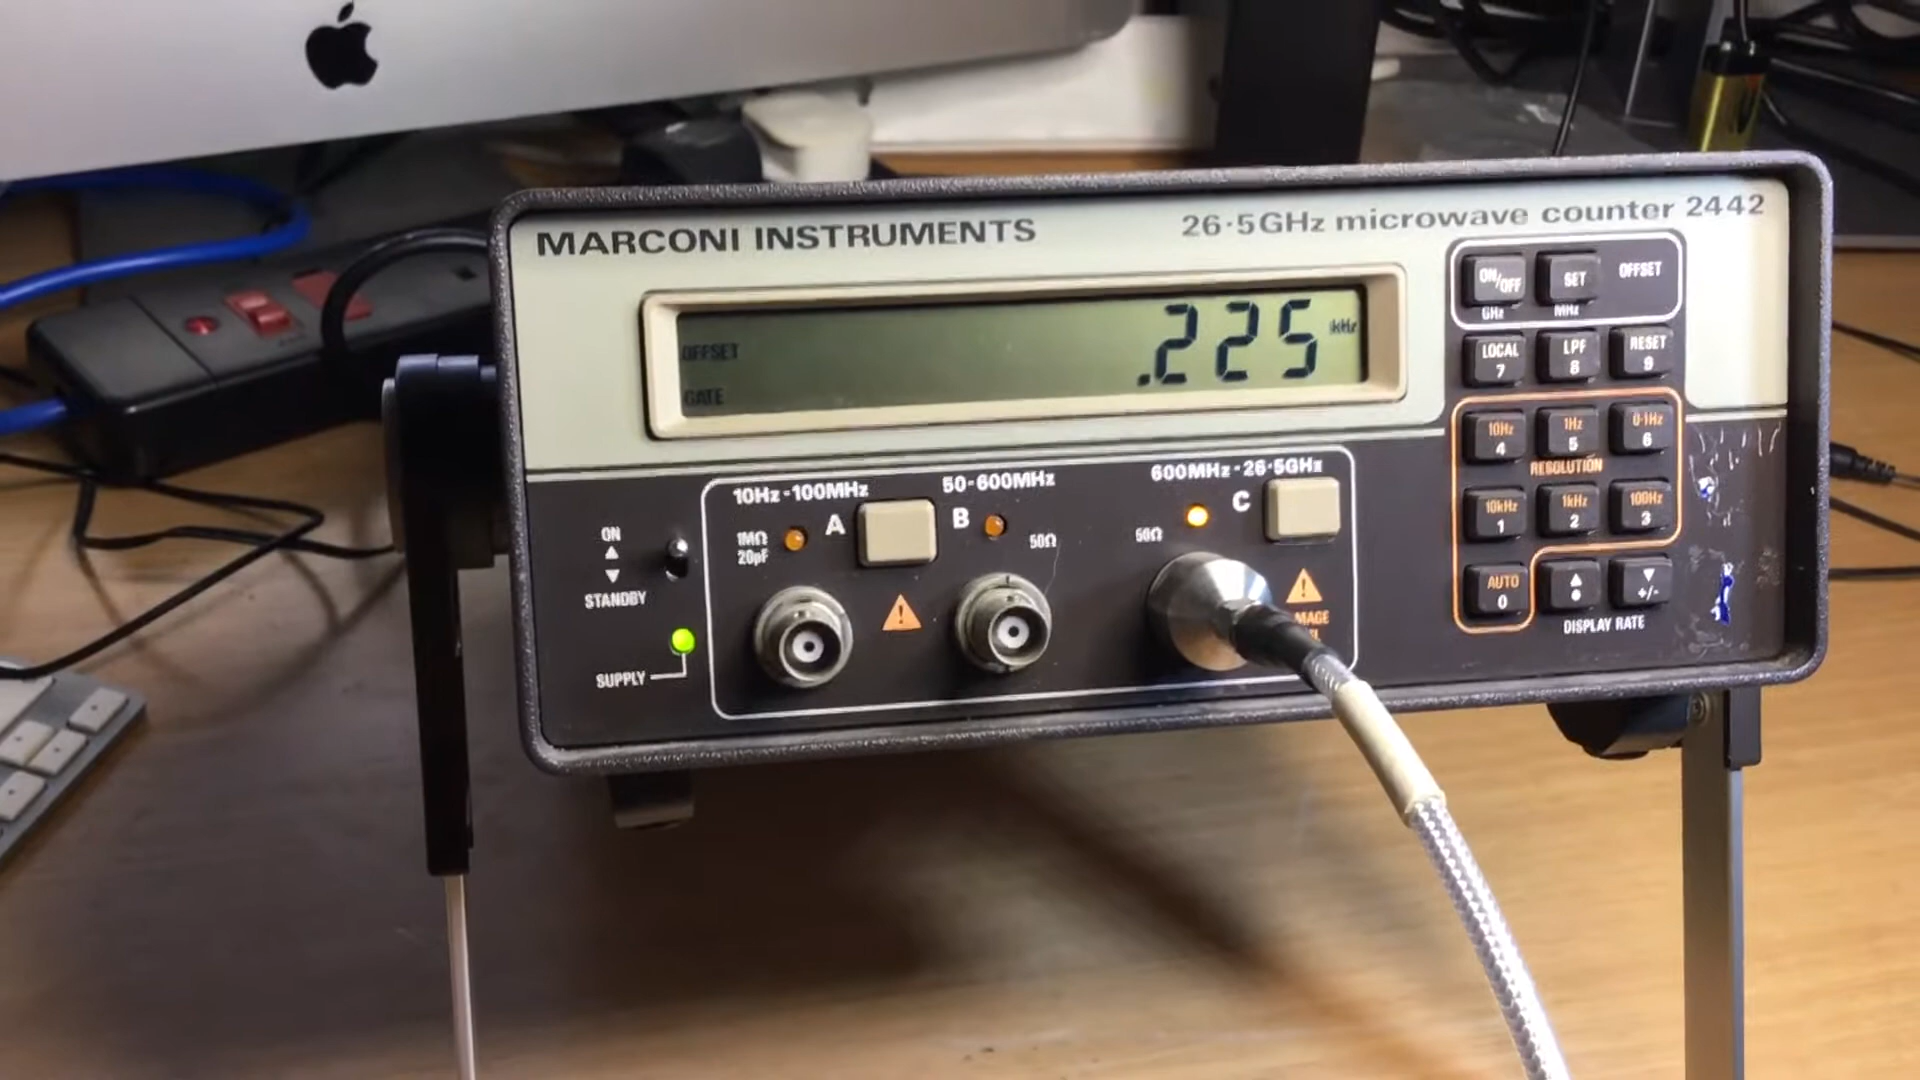 MARCONI INSTRUMENTS
26·5GHz microwave counter 2442
OFFSET
GATE
.225 kHz
ON/OFF
SET
OFFSET
GHz
MHz
LOCAL
7
LPF
8
RESET
9
10Hz
4
1Hz
5
0·1Hz
6
RESOLUTION
10kHz
1
1kHz
2
100Hz
3
AUTO
0
+/-
DISPLAY RATE
10Hz-100MHz
50-600MHz
600MHz-26·5GHz
A
B
C
1MΩ
20pF
50Ω
50Ω
ON
STANDBY
SUPPLY